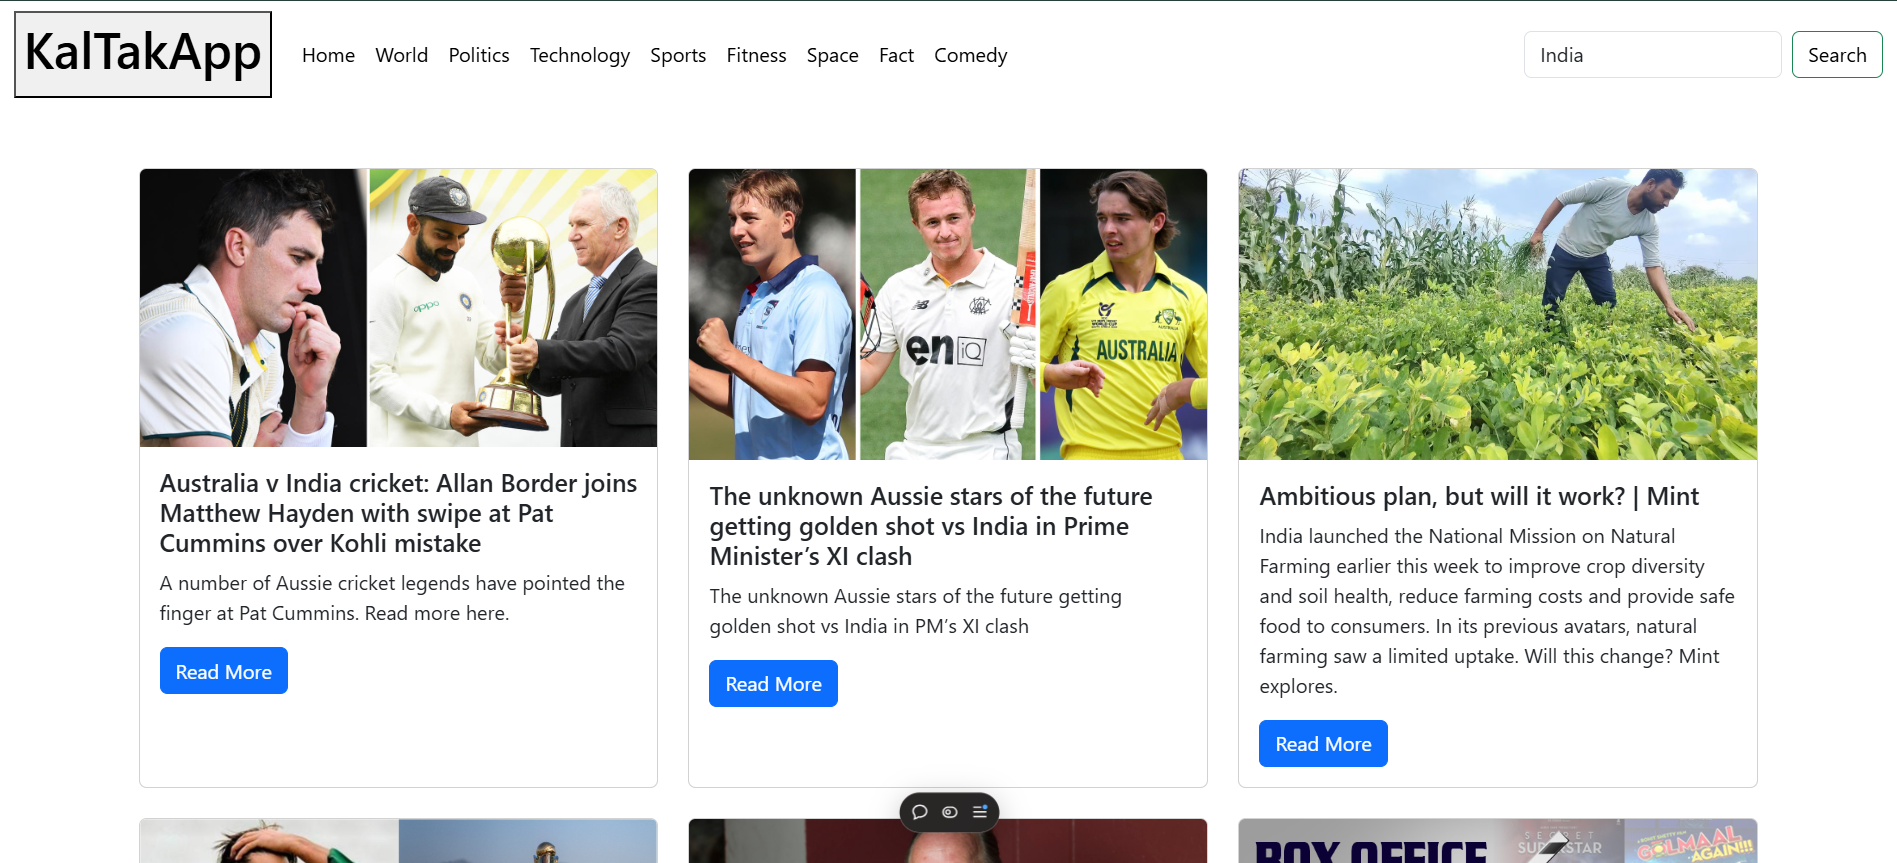 KalTakApp
Home World Politics Technology Sports Fitness Space Fact Comedy
India
Search
oppo
en iQ
AUSTRALIA
Australia v India cricket: Allan Border joins
Matthew Hayden with swipe at Pat
Cummins over Kohli mistake
A number of Aussie cricket legends have pointed the
finger at Pat Cummins. Read more here.
Read More
The unknown Aussie stars of the future
getting golden shot vs India in Prime
Minister’s XI clash
The unknown Aussie stars of the future getting
golden shot vs India in PM’s XI clash
Read More
Ambitious plan, but will it work? | Mint
India launched the National Mission on Natural
Farming earlier this week to improve crop diversity
and soil health, reduce farming costs and provide safe
food to consumers. In its previous avatars, natural
farming saw a limited uptake. Will this change? Mint
explores.
Read More
BOX OFFICE
SECRET
SUPERSTAR
GOLMAAL
AGAIN!!!